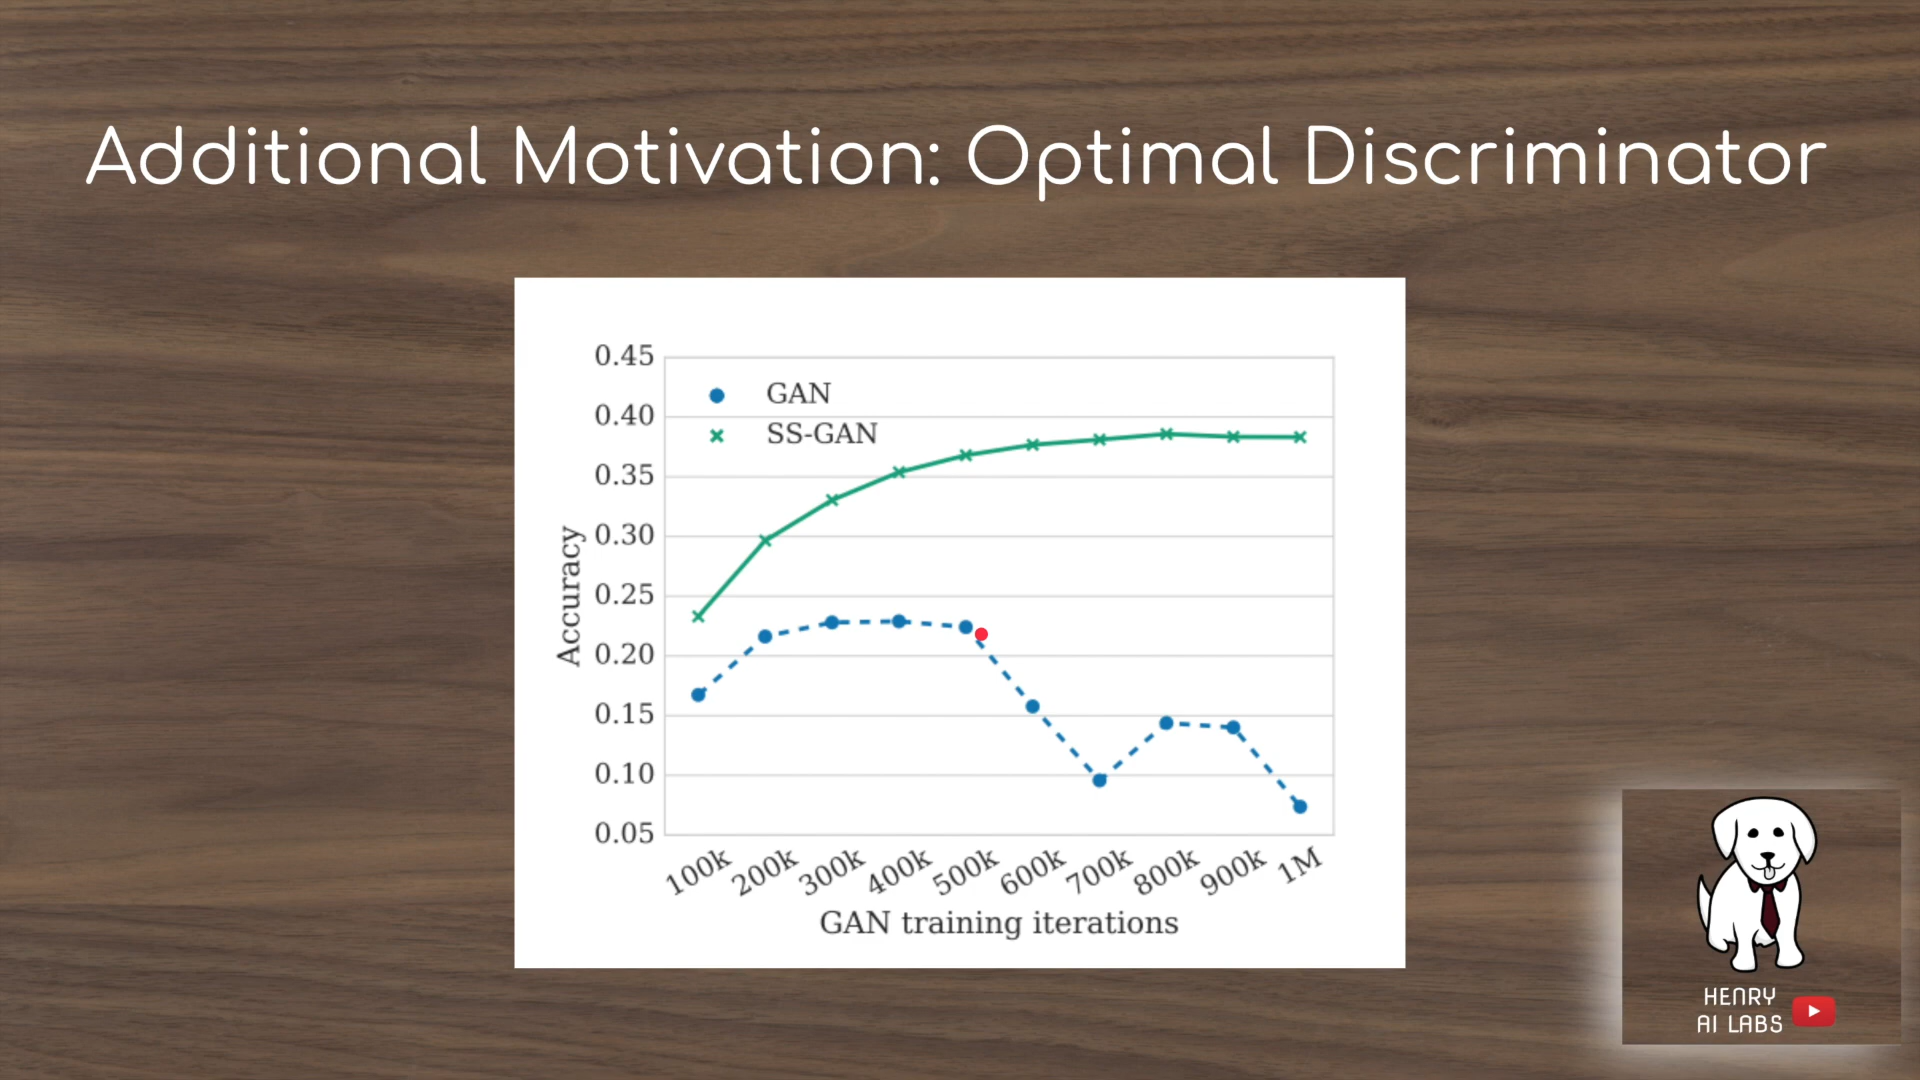 Additional Motivation: Optimal Discriminator
0.45
GAN
0.40
SS-GAN
0.35
0.30
0.25
0.20
0.15
0.10
0.05
Accuracy
100k 200k 300k 400k 500k 600k 700k 800k 900k 1M
GAN training iterations
HENRY
AI LABS